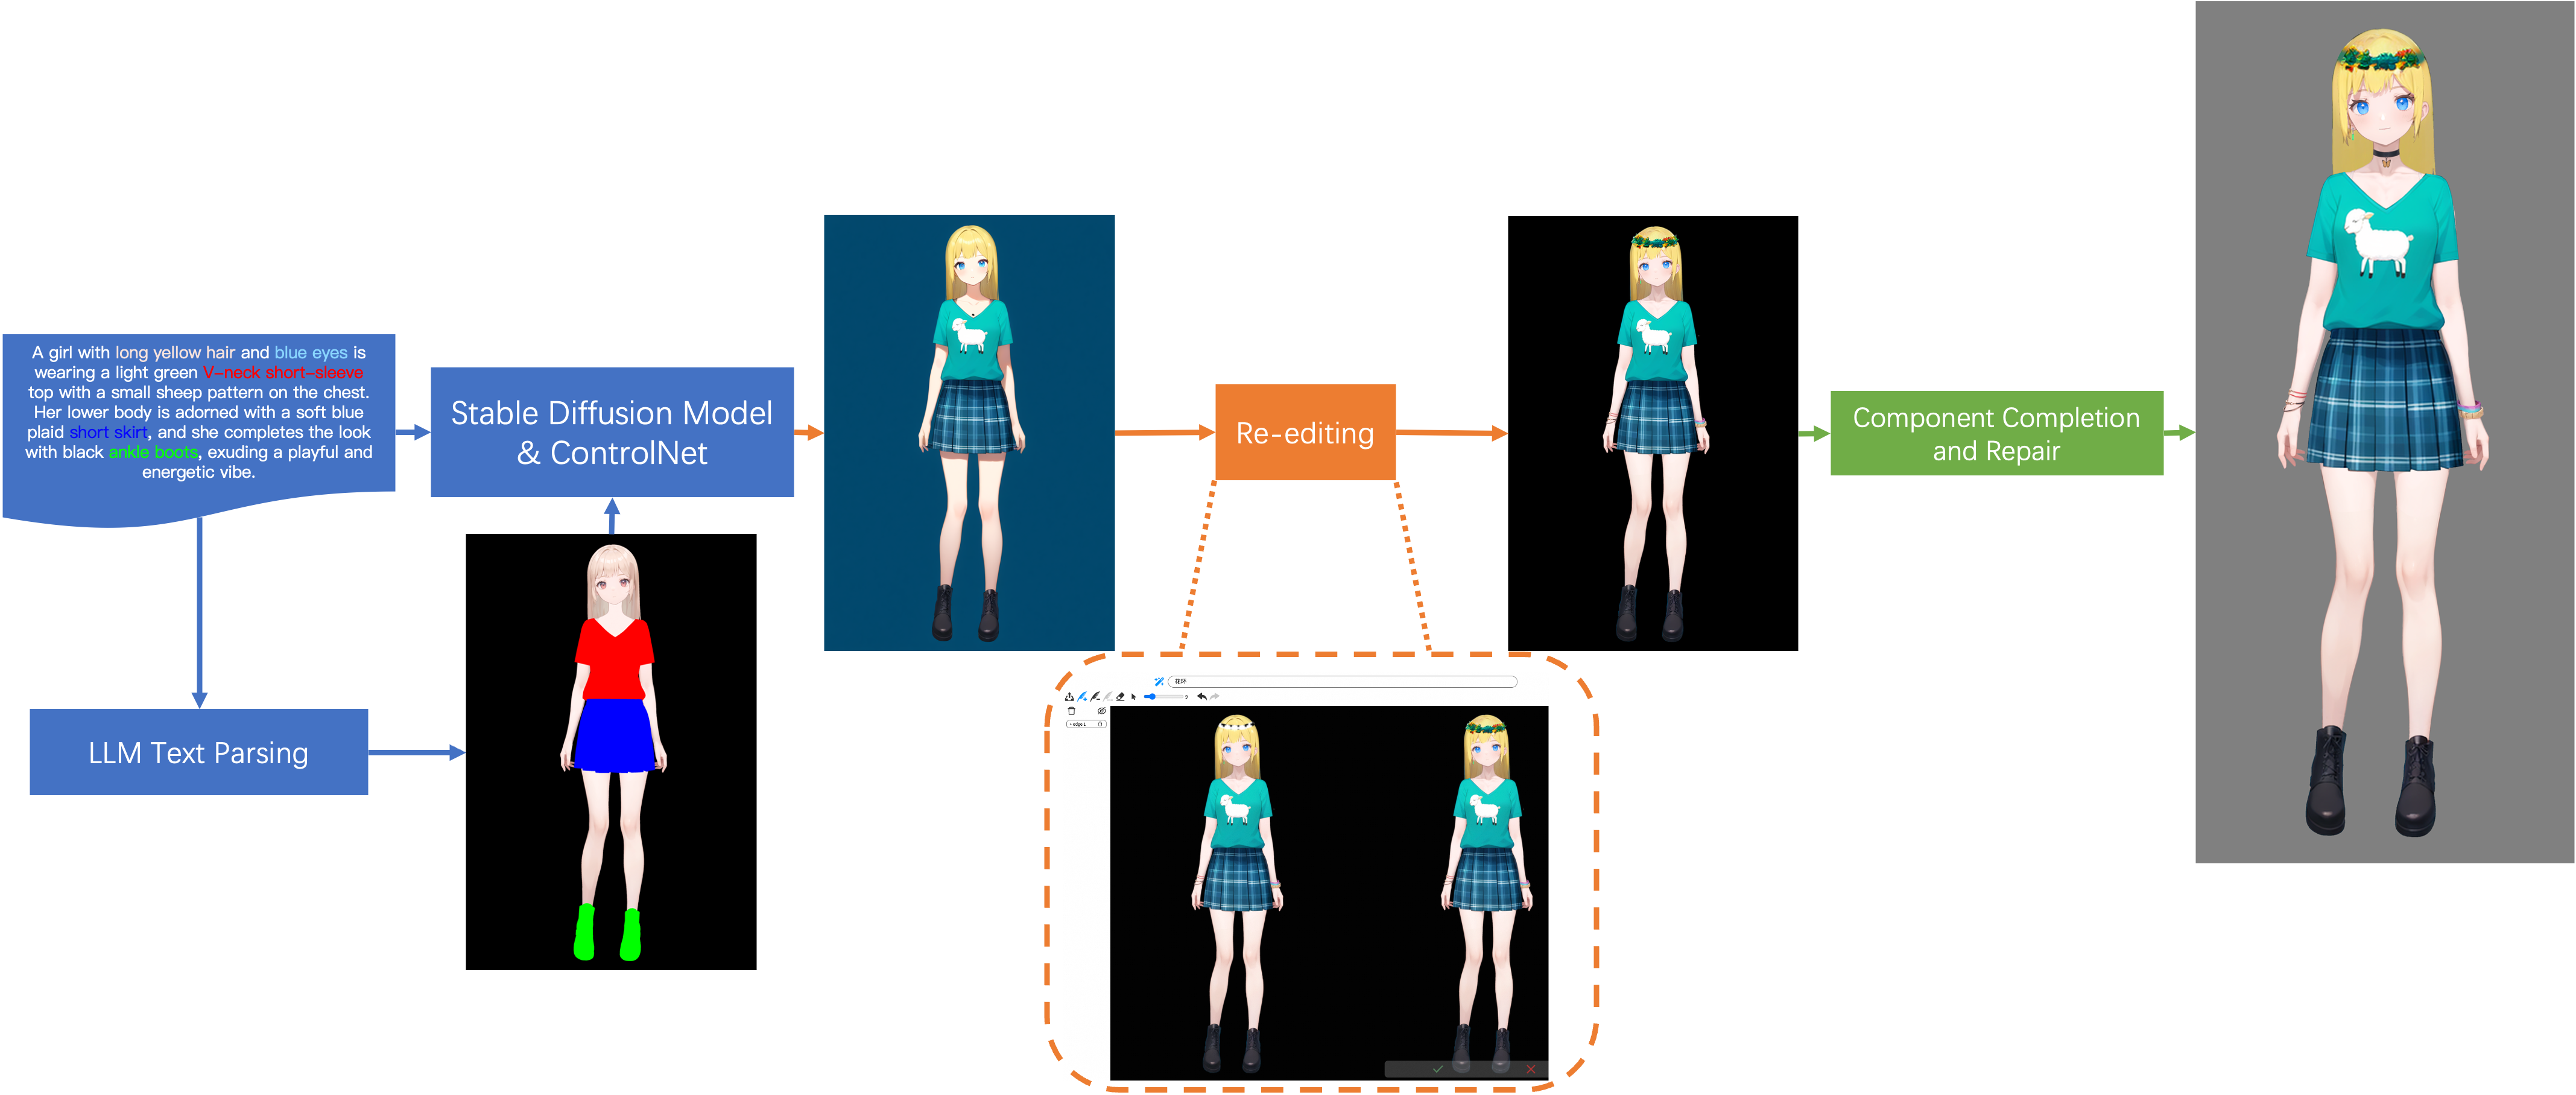 A girl with long yellow hair and blue eyes is
wearing a light green V-neck short-sleeve
top with a small sheep pattern on the chest.
Her lower body is adorned with a soft blue
plaid short skirt, and she completes the look
with black ankle boots, exuding a playful and
energetic vibe.
LLM Text Parsing
Stable Diffusion Model
& ControlNet
Re-editing
花环
9
edge 1
Component Completion
and Repair